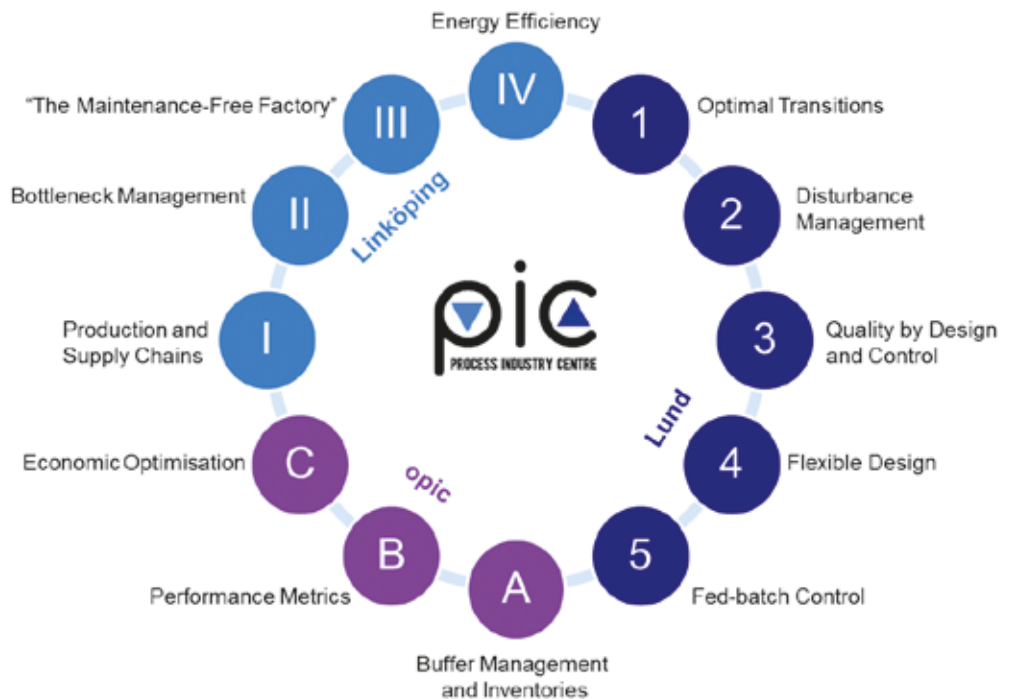 Energy Efficiency
IV
"The Maintenance-Free Factory"
III
1
Optimal Transitions
Bottleneck Management
II
Linköping
2
Disturbance
Management
pic
PROCESS INDUSTRY CENTRE
Production and
Supply Chains
I
3
Quality by Design
and Control
Lund
Economic Optimisation
C
opic
4
Flexible Design
Performance Metrics
B
A
5
Fed-batch Control
Buffer Management
and Inventories